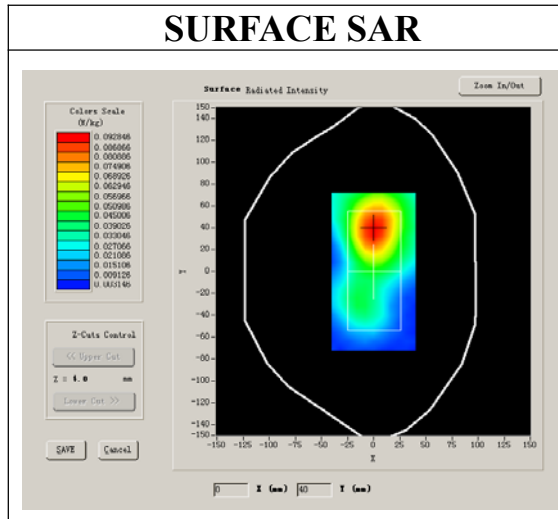 SURFACE SAR
Surface Radiated Intensity
Zoom In/Out
Colors Scale
(W/kg)
0.092846
0.086866
0.080886
0.074906
0.068926
0.062946
0.056966
0.050986
0.045006
0.039026
0.033046
0.027066
0.021086
0.015106
0.009126
0.003146
150
140
120
100
80
60
40
20
0
-20
-40
-60
-80
-100
-120
-140
-150
Y
-150 -125 -100 -75 -50 -25 0 25 50 75 100 125 150
X
Z-Cuts Control
<< Upper Cut
Z = 4.0 mm
Lower Cut >>
SAVE Cancel
0 X (mm) 40 Y (mm)